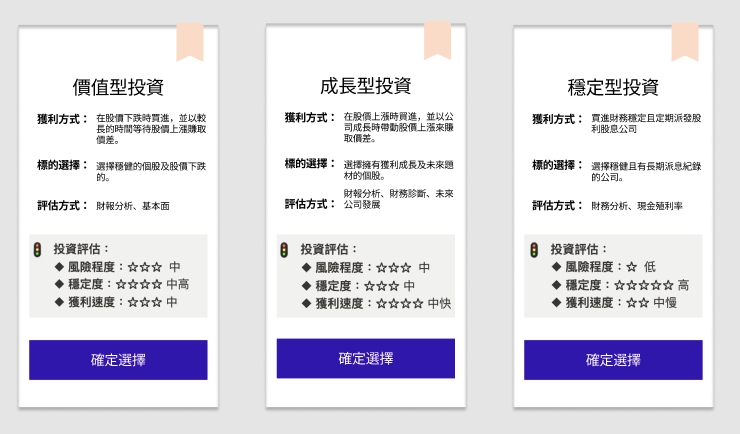 價值型投資
獲利方式：
在股價下跌時買進，並以較
長的時間等待股價上漲賺取
價差。
標的選擇：
選擇穩健的個股及股價下跌
的。
評估方式：
財報分析、基本面
投資評估：
◆ 風險程度：☆☆☆ 中
◆ 穩定度：☆☆☆☆ 中高
◆ 獲利速度：☆☆☆ 中
確定選擇
成長型投資
獲利方式：
在股價上漲時買進，並以公
司成長時帶動股價上漲來賺
取價差。
標的選擇：
選擇擁有獲利成長及未來題
材的個股。
評估方式：
財報分析、財務診斷、未來
公司發展
投資評估：
◆ 風險程度：☆☆☆ 中
◆ 穩定度：☆☆☆ 中
◆ 獲利速度：☆☆☆☆ 中快
確定選擇
穩定型投資
獲利方式：
買進財務穩定且定期派發股
利股息公司
標的選擇：
選擇穩健且有長期派息紀錄
的公司。
評估方式：
財務分析、現金殖利率
投資評估：
◆ 風險程度：☆ 低
◆ 穩定度：☆☆☆☆☆ 高
◆ 獲利速度：☆☆ 中慢
確定選擇